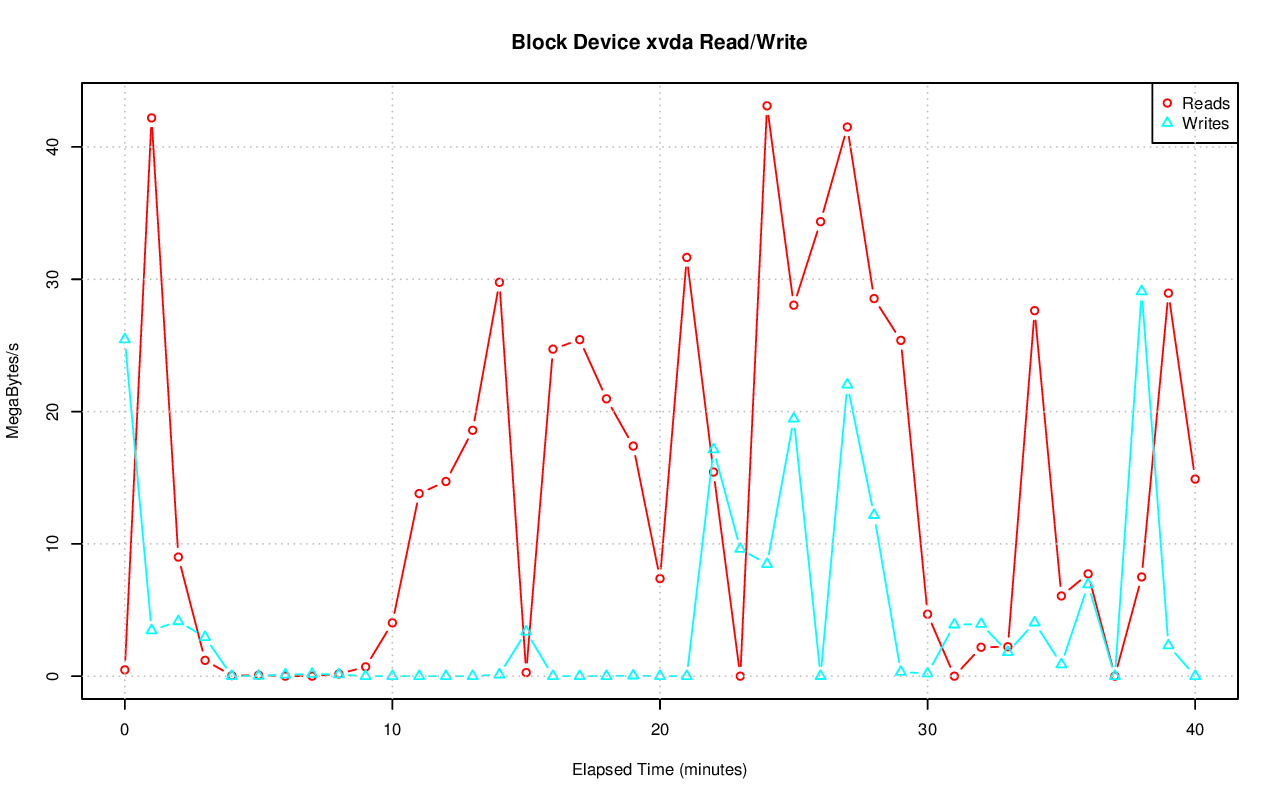 Block Device xvda Read/Write
Reads
Writes
MegaBytes/s
40
30
20
10
0
0 10 20 30 40
Elapsed Time (minutes)